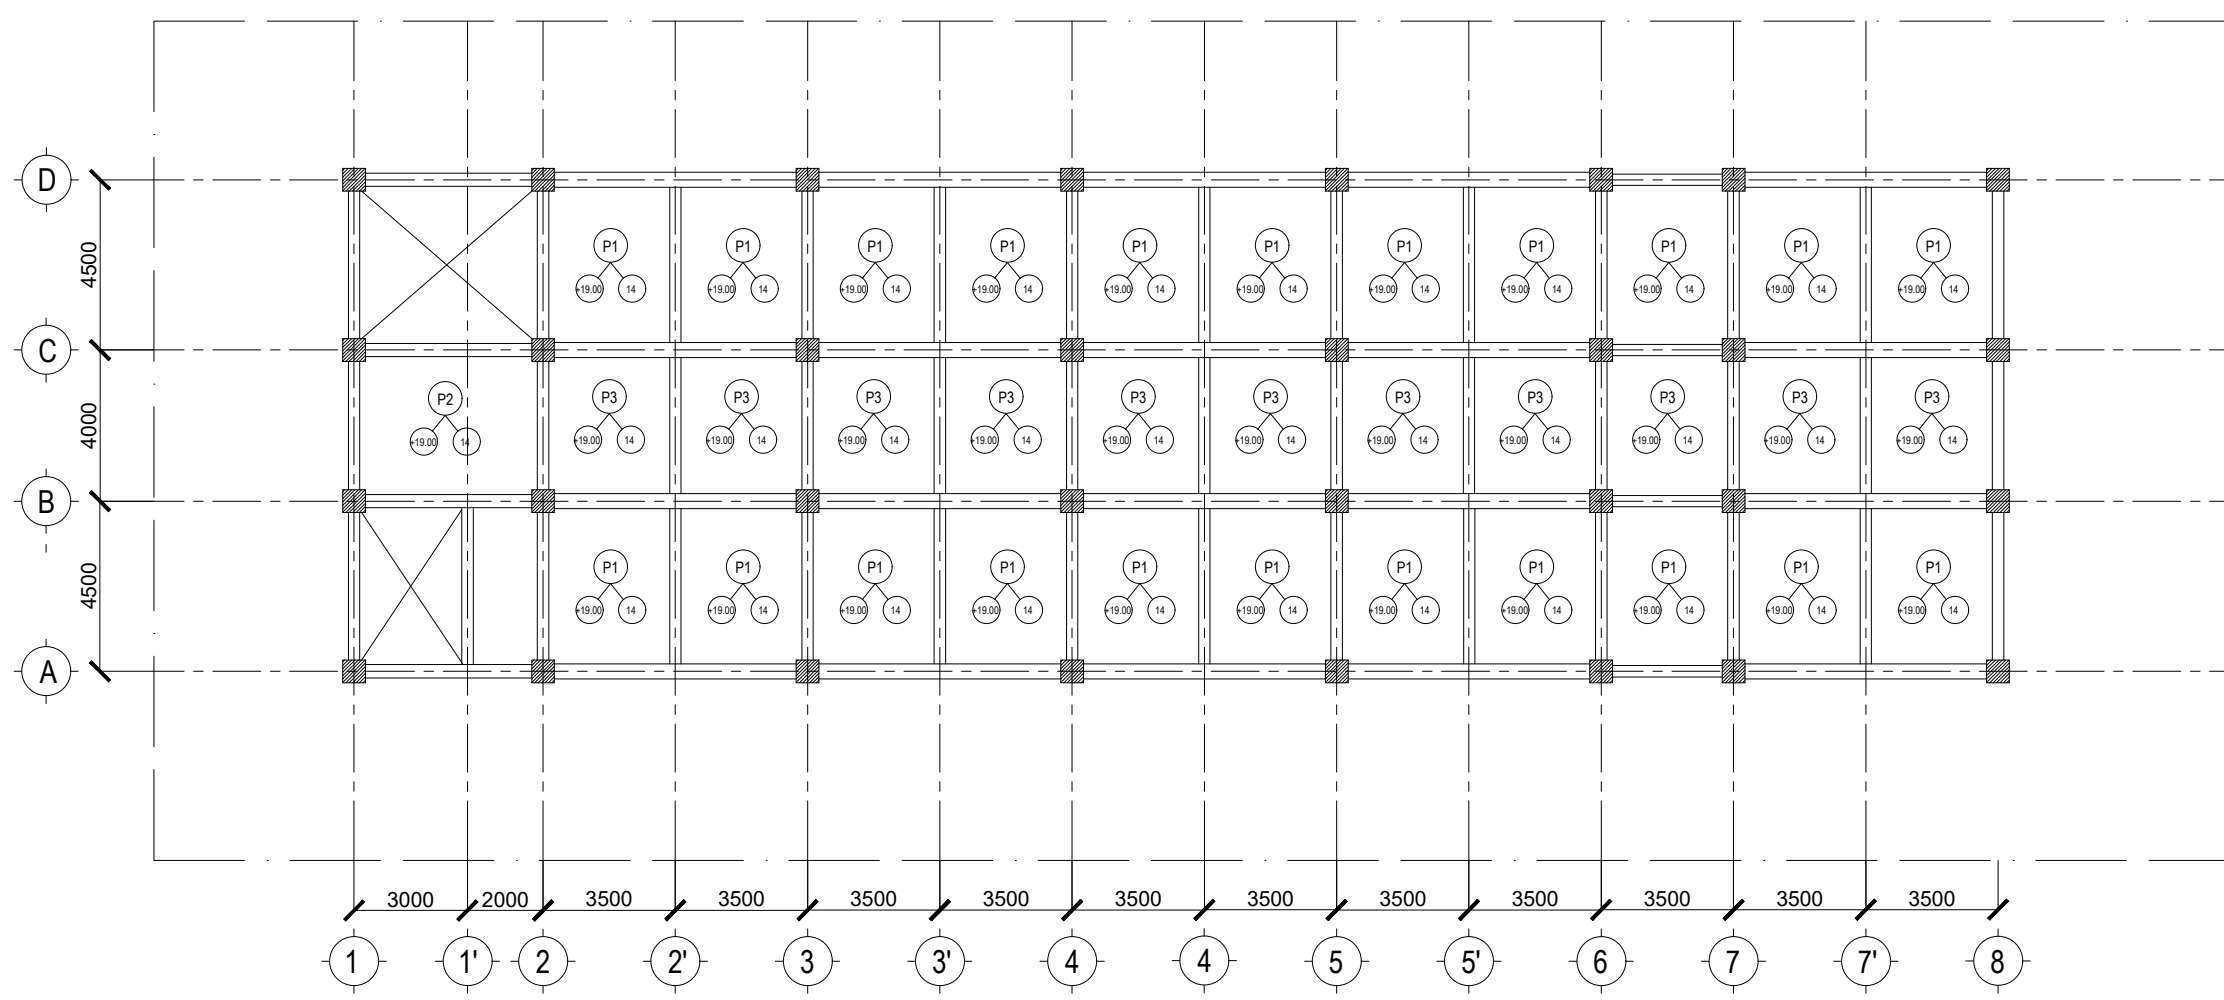 D
4500
P1 P1 P1 P1 P1 P1 P1 P1 P1 P1 P1
+19.00 14 +19.00 14 +19.00 14 +19.00 14 +19.00 14 +19.00 14 +19.00 14 +19.00 14 +19.00 14 +19.00 14 +19.00 14
C
4000
P2 P3 P3 P3 P3 P3 P3 P3 P3 P3 P3 P3
+19.00 14 +19.00 14 +19.00 14 +19.00 14 +19.00 14 +19.00 14 +19.00 14 +19.00 14 +19.00 14 +19.00 14 +19.00 14 +19.00 14
B
4500
P1 P1 P1 P1 P1 P1 P1 P1 P1 P1 P1
+19.00 14 +19.00 14 +19.00 14 +19.00 14 +19.00 14 +19.00 14 +19.00 14 +19.00 14 +19.00 14 +19.00 14 +19.00 14
A
3000 2000 3500 3500 3500 3500 3500 3500 3500 3500 3500 3500 3500
1 1' 2 2' 3 3' 4 4 5 5' 6 7 7' 8